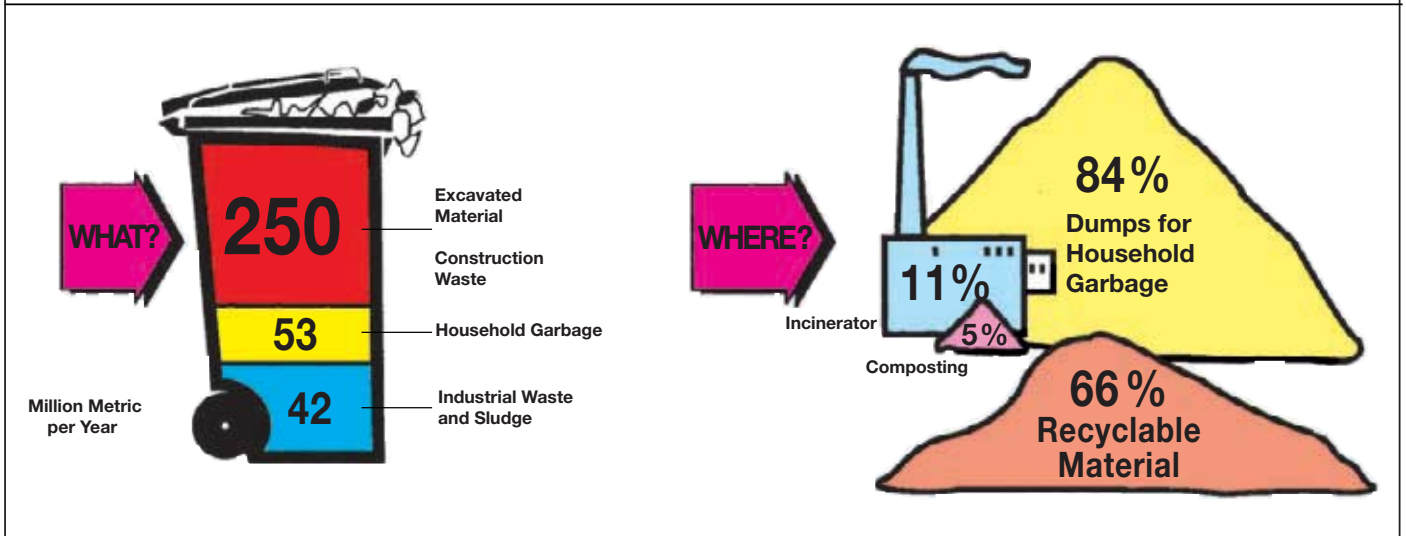 WHAT?
250
Excavated
Material
Construction
Waste
53
Household Garbage
42
Industrial Waste
and Sludge
Million Metric
per Year
WHERE?
84%
Dumps for
Household
Garbage
11%
Incinerator
5%
Composting
66%
Recyclable
Material